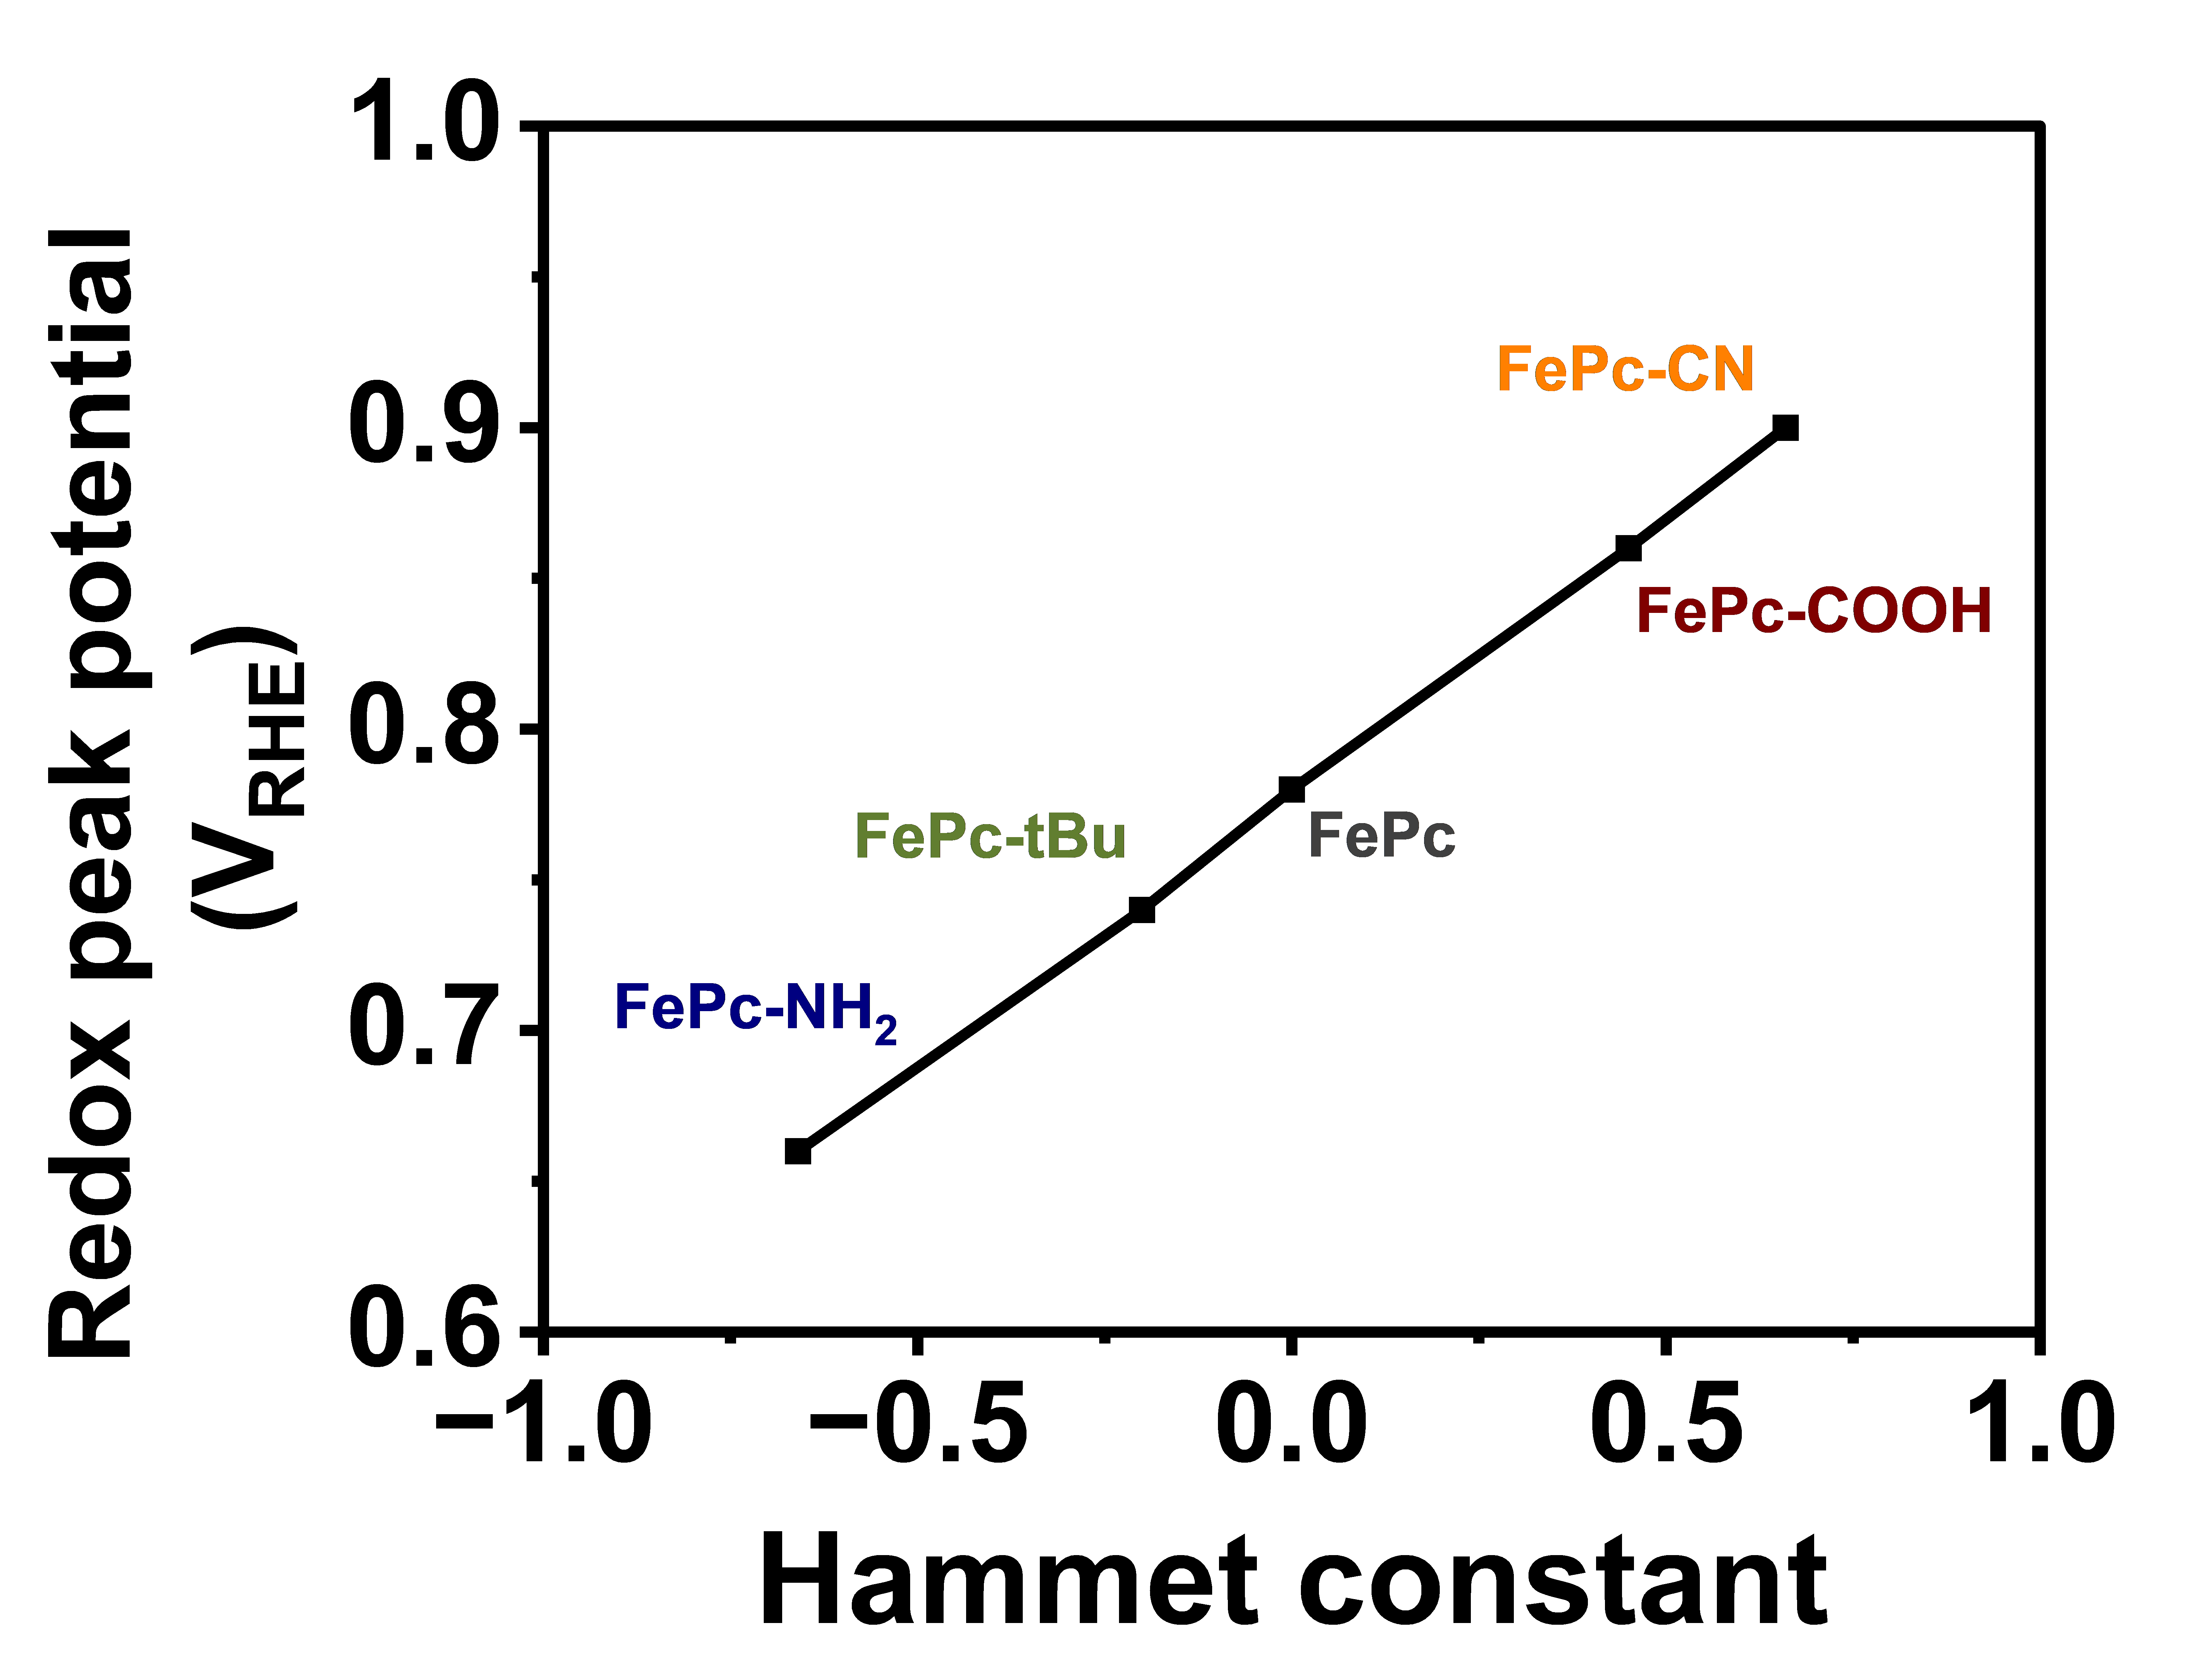 Redox peak potential
(VRHE)
1.0
0.9
0.8
0.7
0.6
FePc-CN
FePc-COOH
FePc-tBu
FePc
FePc-NH2
−1.0
−0.5
0.0
0.5
1.0
Hammet constant